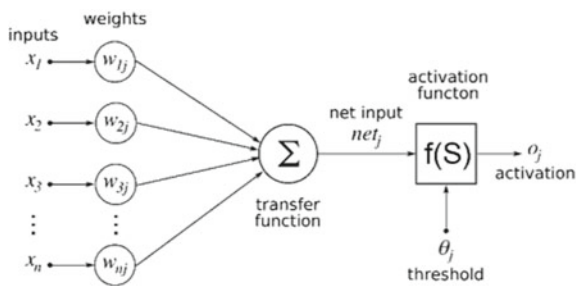 inputs
weights
x1
w1j
x2
w2j
x3
w3j
⋮
⋮
xn
wnj
Σ
transfer
function
net input
netj
activation
functon
f(S)
oj
activation
θj
threshold